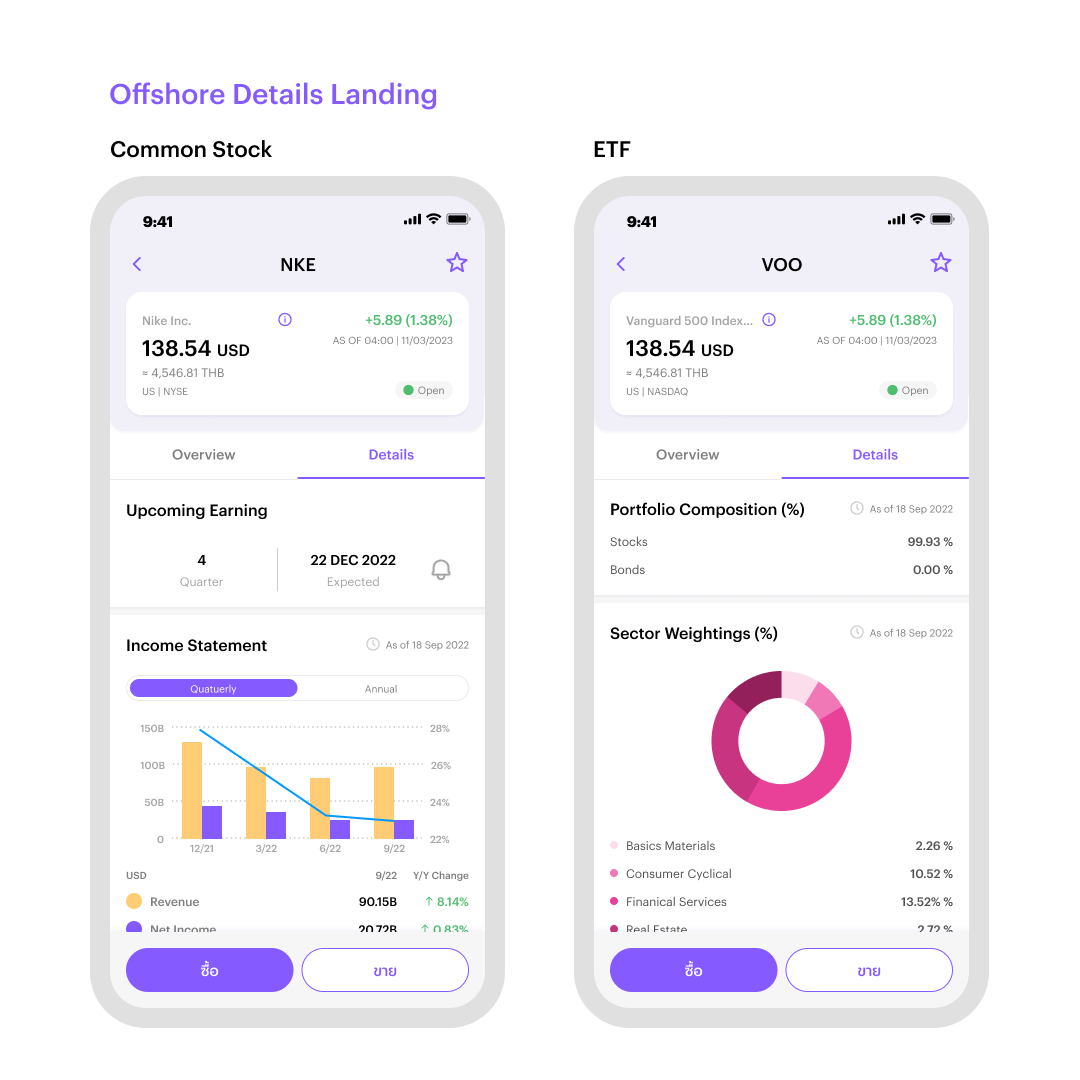 Offshore Details Landing
Common Stock
9:41
NKE
Nike Inc.
+5.89 (1.38%)
138.54 USD
AS OF 04:00 | 11/03/2023
≈ 4,546.81 THB
US | NYSE
Open
Overview
Details
Upcoming Earning
4
22 DEC 2022
Quarter
Expected
Income Statement
As of 18 Sep 2022
Quatuerly
Annual
150B
28%
100B
26%
50B
24%
0
22%
12/21
3/22
6/22
9/22
USD
9/22
Y/Y Change
Revenue
90.15B
↑ 8.14%
Net Income
20.72B
↑ 0.83%
ซื้อ
ขาย
ETF
9:41
VOO
Vanguard 500 Index...
+5.89 (1.38%)
138.54 USD
AS OF 04:00 | 11/03/2023
≈ 4,546.81 THB
US | NASDAQ
Open
Overview
Details
Portfolio Composition (%)
As of 18 Sep 2022
Stocks
99.93 %
Bonds
0.00 %
Sector Weightings (%)
As of 18 Sep 2022
Basics Materials
2.26 %
Consumer Cyclical
10.52 %
Finanical Services
13.52% %
Real Estate
2.72 %
ซื้อ
ขาย